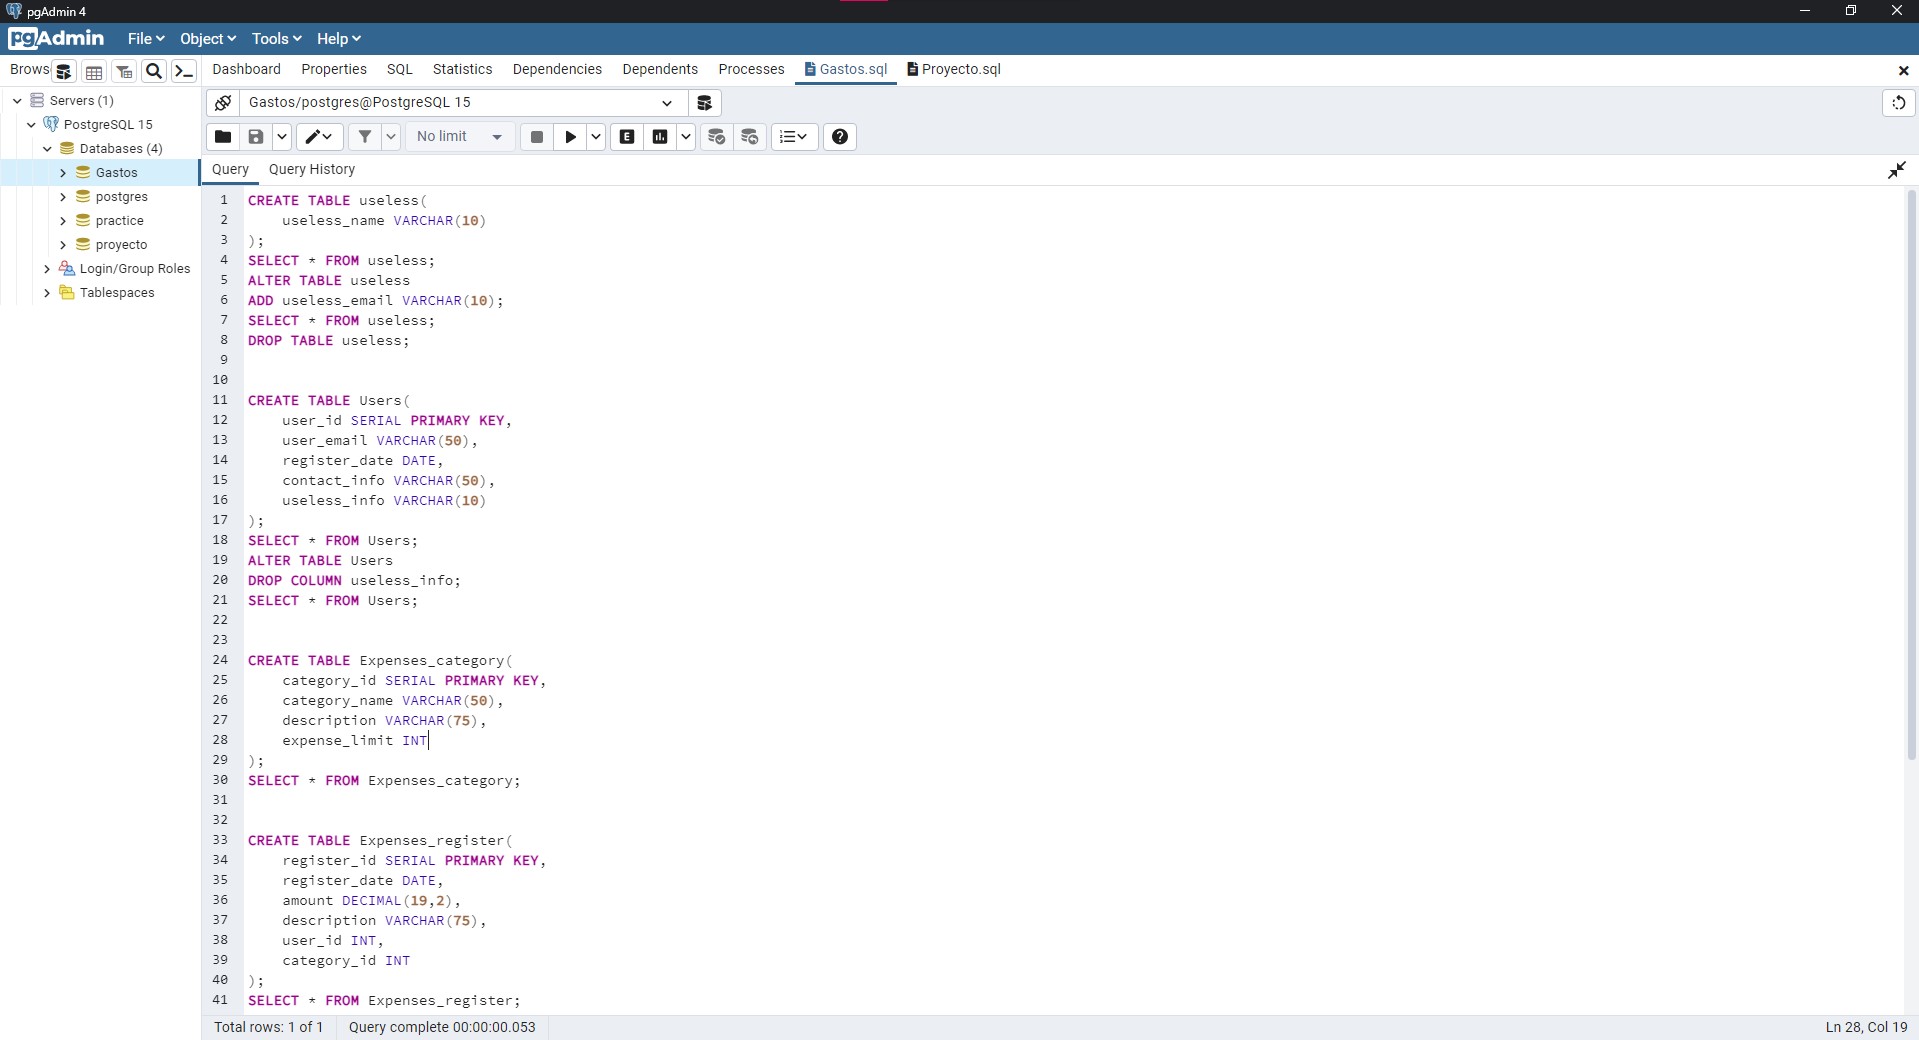 pgAdmin 4
pgAdmin File Object Tools Help
Brows Dashboard Properties SQL Statistics Dependencies Dependents Processes Gastos.sql Proyecto.sql
Servers (1)
PostgreSQL 15
Databases (4)
Gastos
postgres
practice
proyecto
Login/Group Roles
Tablespaces
Gastos/postgres@PostgreSQL 15
No limit E
Query Query History
1 CREATE TABLE useless(
2 useless_name VARCHAR(10)
3 );
4 SELECT * FROM useless;
5 ALTER TABLE useless
6 ADD useless_email VARCHAR(10);
7 SELECT * FROM useless;
8 DROP TABLE useless;
9
10
11 CREATE TABLE Users(
12 user_id SERIAL PRIMARY KEY,
13 user_email VARCHAR(50),
14 register_date DATE,
15 contact_info VARCHAR(50),
16 useless_info VARCHAR(10)
17 );
18 SELECT * FROM Users;
19 ALTER TABLE Users
20 DROP COLUMN useless_info;
21 SELECT * FROM Users;
22
23
24 CREATE TABLE Expenses_category(
25 category_id SERIAL PRIMARY KEY,
26 category_name VARCHAR(50),
27 description VARCHAR(75),
28 expense_limit INT
29 );
30 SELECT * FROM Expenses_category;
31
32
33 CREATE TABLE Expenses_register(
34 register_id SERIAL PRIMARY KEY,
35 register_date DATE,
36 amount DECIMAL(19,2),
37 description VARCHAR(75),
38 user_id INT,
39 category_id INT
40 );
41 SELECT * FROM Expenses_register;
Total rows: 1 of 1 Query complete 00:00:00.053 Ln 28, Col 19